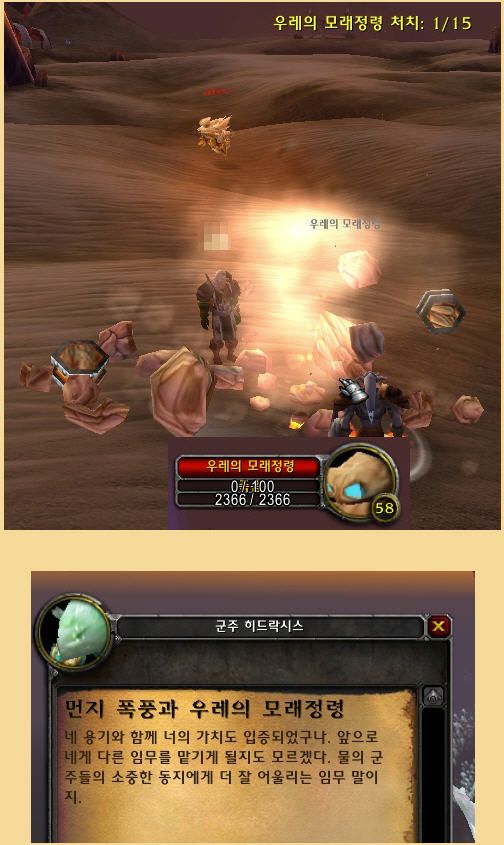 우레의 모래정령 처치: 1/15
우레의 모래정령
우레의 모래정령
0 / 100
2366 / 2366
58
군주 히드락시스
먼지 폭풍과 우레의 모래정령
네 용기와 함께 너의 가치도 입증되었구나. 앞으로
네게 다른 임무를 맡기게 될지도 모르겠다. 물의 군
주들의 소중한 동지에게 더 잘 어울리는 임무 말이
지.